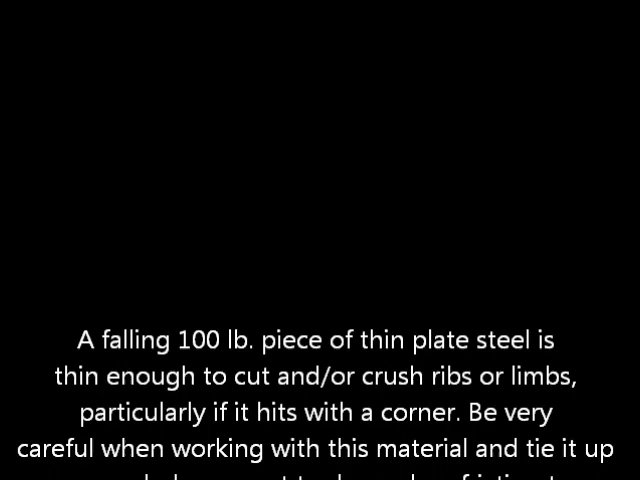 A falling 100 lb. piece of thin plate steel is
thin enough to cut and/or crush ribs or limbs,
particularly if it hits with a corner. Be very
careful when working with this material and tie it up